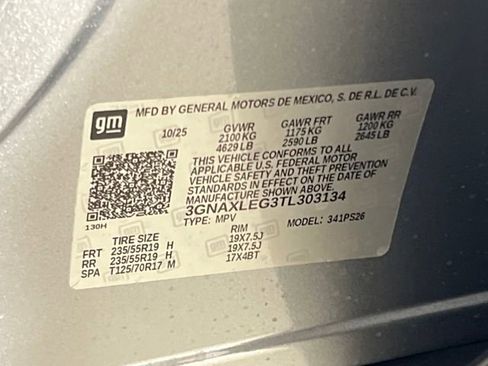 gm
MFD BY GENERAL MOTORS DE MEXICO, S. DE R.L. DE C.V.
10/25 GVWR GAWR FRT GAWR RR
2100 KG 1175 KG 1200 KG
4629 LB 2590 LB 2645 LB
THIS VEHICLE CONFORMS TO ALL
APPLICABLE U.S. FEDERAL MOTOR
VEHICLE SAFETY AND THEFT PREVENTION
STANDARDS IN EFFECT ON THE DATE OF
MANUFACTURE SHOWN ABOVE.
3GNAXLEG3TL303134
130H TYPE: MPV MODEL: 341PS26
TIRE SIZE RIM
FRT 235/55R19 H 19X7.5J
RR 235/55R19 H 19X7.5J
SPA T125/70R17 M 17X4BT